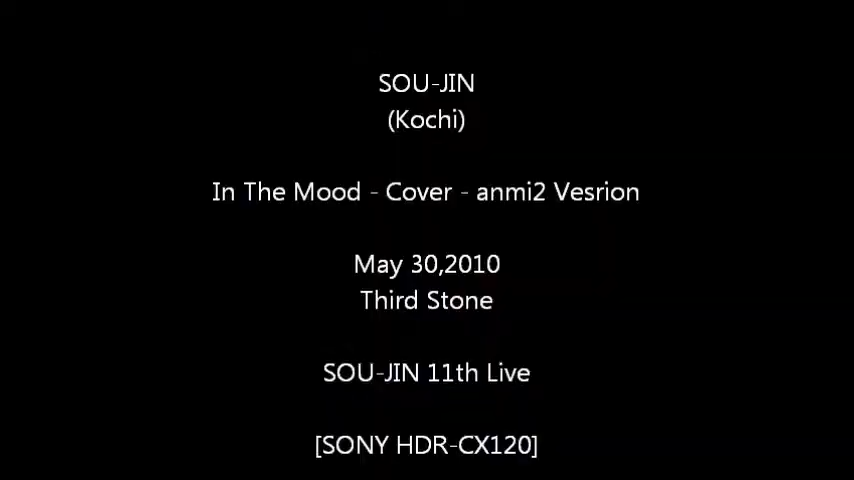 SOU-JIN
(Kochi)
In The Mood - Cover - anmi2 Vesrion
May 30,2010
Third Stone
SOU-JIN 11th Live
[SONY HDR-CX120]